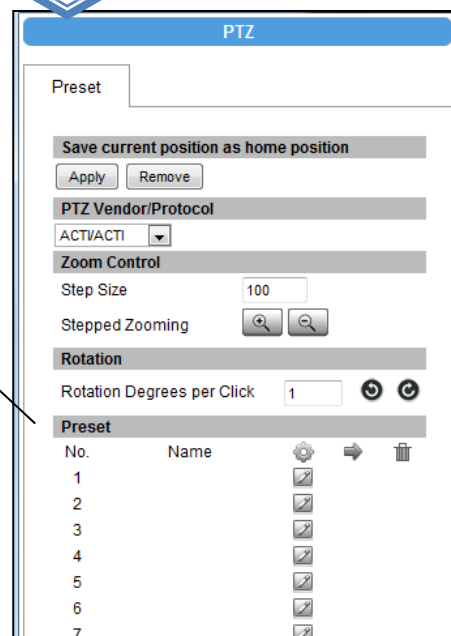 PTZ
Preset
Save current position as home position
Apply Remove
PTZ Vendor/Protocol
ACTi/ACTI
Zoom Control
Step Size 100
Stepped Zooming
Rotation
Rotation Degrees per Click 1
Preset
No. Name
1
2
3
4
5
6
7